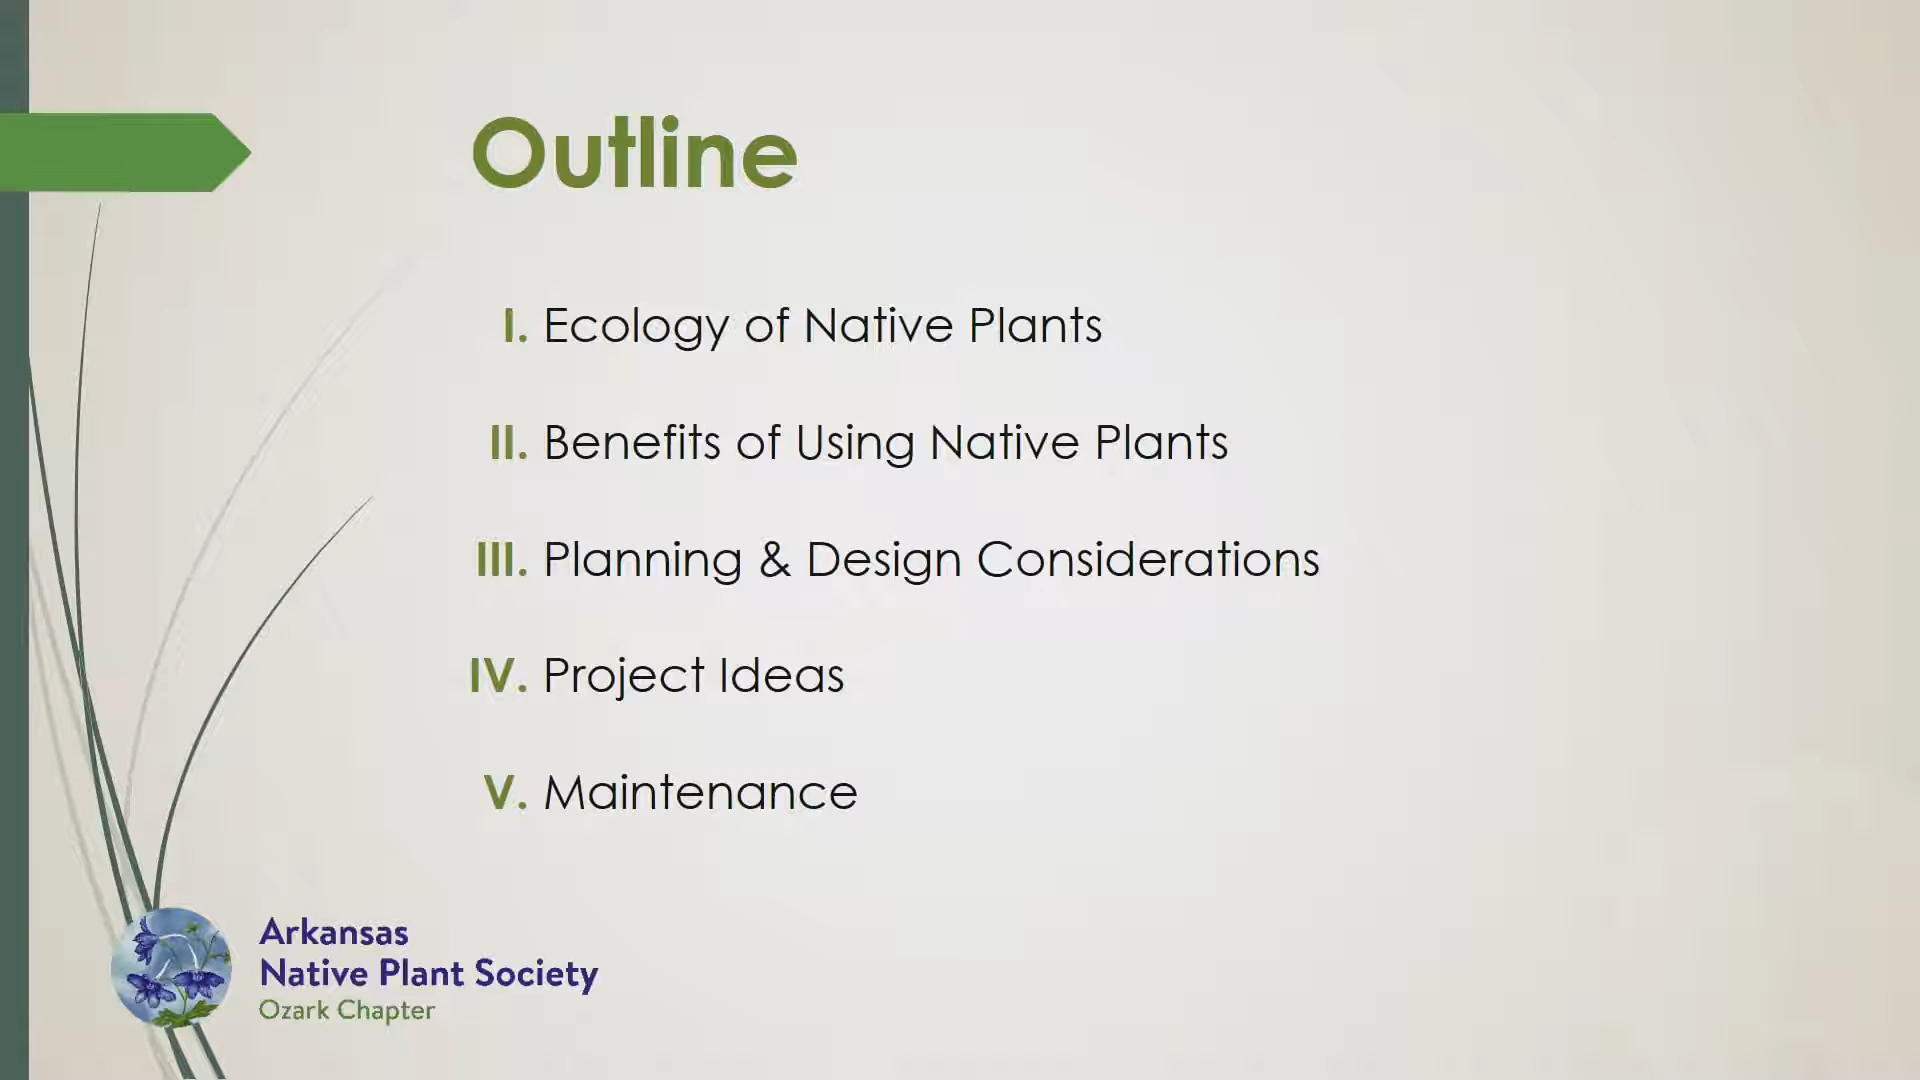 Outline
I. Ecology of Native Plants
II. Benefits of Using Native Plants
III. Planning & Design Considerations
IV. Project Ideas
V. Maintenance
Arkansas
Native Plant Society
Ozark Chapter